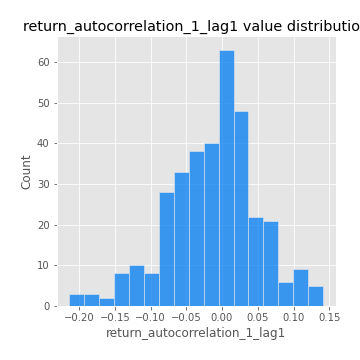 return_autocorrelation_1_lag1 value distributio
60
50
40
30
20
10
0
Count
−0.20 −0.15 −0.10 −0.05 0.00 0.05 0.10 0.15
return_autocorrelation_1_lag1